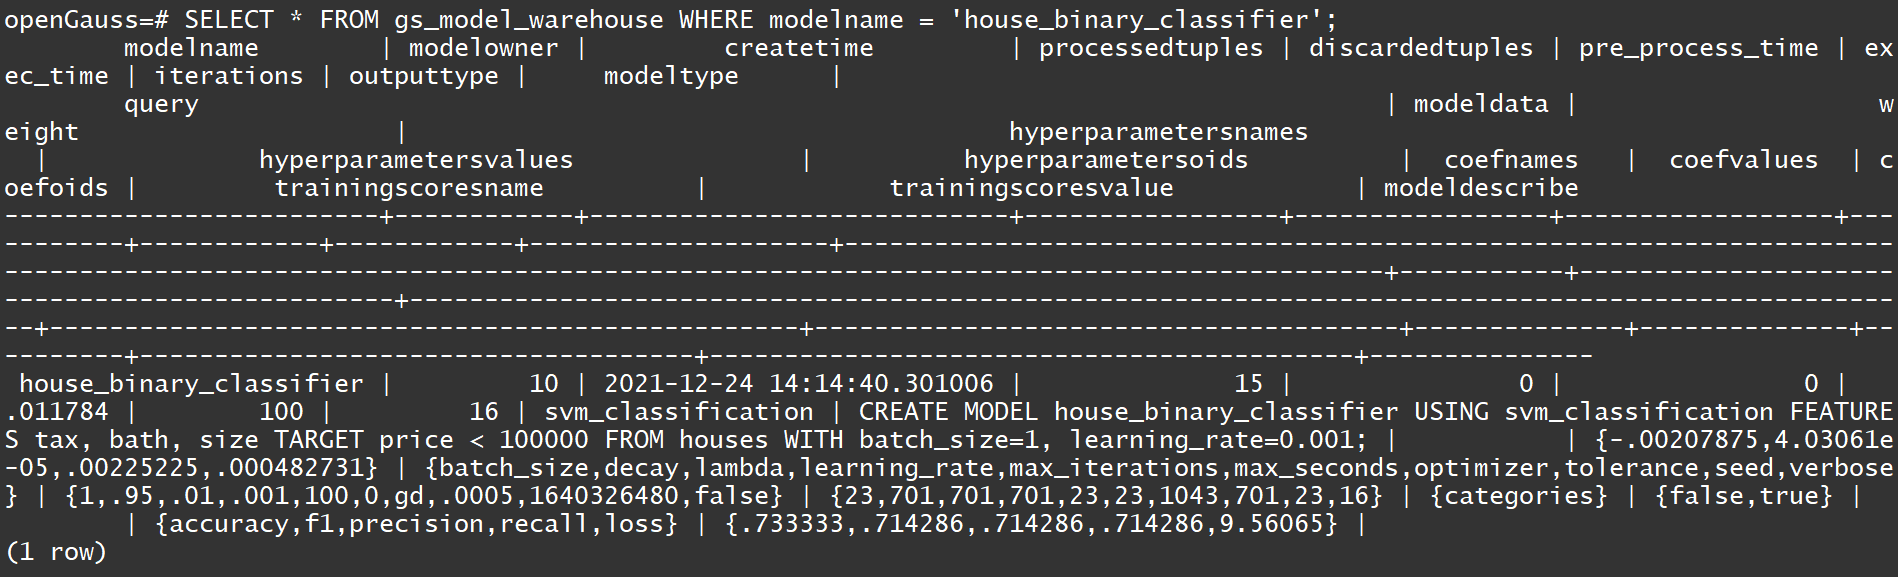 openGauss=# SELECT * FROM gs_model_warehouse WHERE modelname = 'house_binary_classifier';
        modelname        | modelowner |         createtime         | processedtuples | discardedtuples | pre_process_time | ex
ec_time | iterations | outputtype |     modeltype      |
        query                                                                               | modeldata |                    w
eight                     |                                        hyperparametersnames
  |              hyperparametersvalues               |          hyperparametersoids          |  coefnames   |  coefvalues  | c
oefoids |         trainingscoresname          |            trainingscoresvalue            | modeldescribe
-------------------------+------------+----------------------------+-----------------+-----------------+------------------+---
--------+------------+------------+--------------------+----------------------------------------------------------------------
--------------------------------------------------------------------------------------------+-----------+---------------------
--------------------------+---------------------------------------------------------------------------------------------------
--+--------------------------------------------------+---------------------------------------+--------------+--------------+--
--------+-------------------------------------+-------------------------------------------+---------------
 house_binary_classifier |         10 | 2021-12-24 14:14:40.301006 |              15 |               0 |                0 |
.011784 |        100 |         16 | svm_classification | CREATE MODEL house_binary_classifier USING svm_classification FEATURE
S tax, bath, size TARGET price < 100000 FROM houses WITH batch_size=1, learning_rate=0.001; |           | {-.00207875,4.03061e
-05,.00225225,.000482731} | {batch_size,decay,lambda,learning_rate,max_iterations,max_seconds,optimizer,tolerance,seed,verbose
} | {1,.95,.01,.001,100,0,gd,.0005,1640326480,false} | {23,701,701,701,23,23,1043,701,23,16} | {categories} | {false,true} |
        | {accuracy,f1,precision,recall,loss} | {.733333,.714286,.714286,.714286,9.56065} |
(1 row)